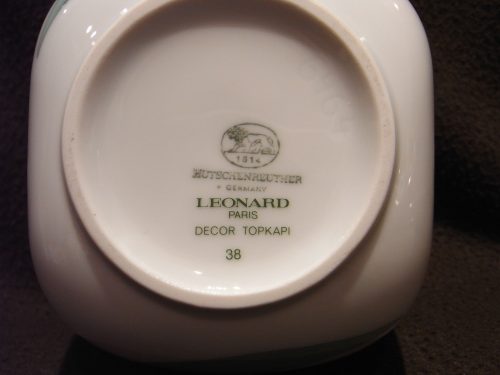 1814
HUTSCHENREUTHER
GERMANY
LEONARD
PARIS
DECOR TOPKAPI
38